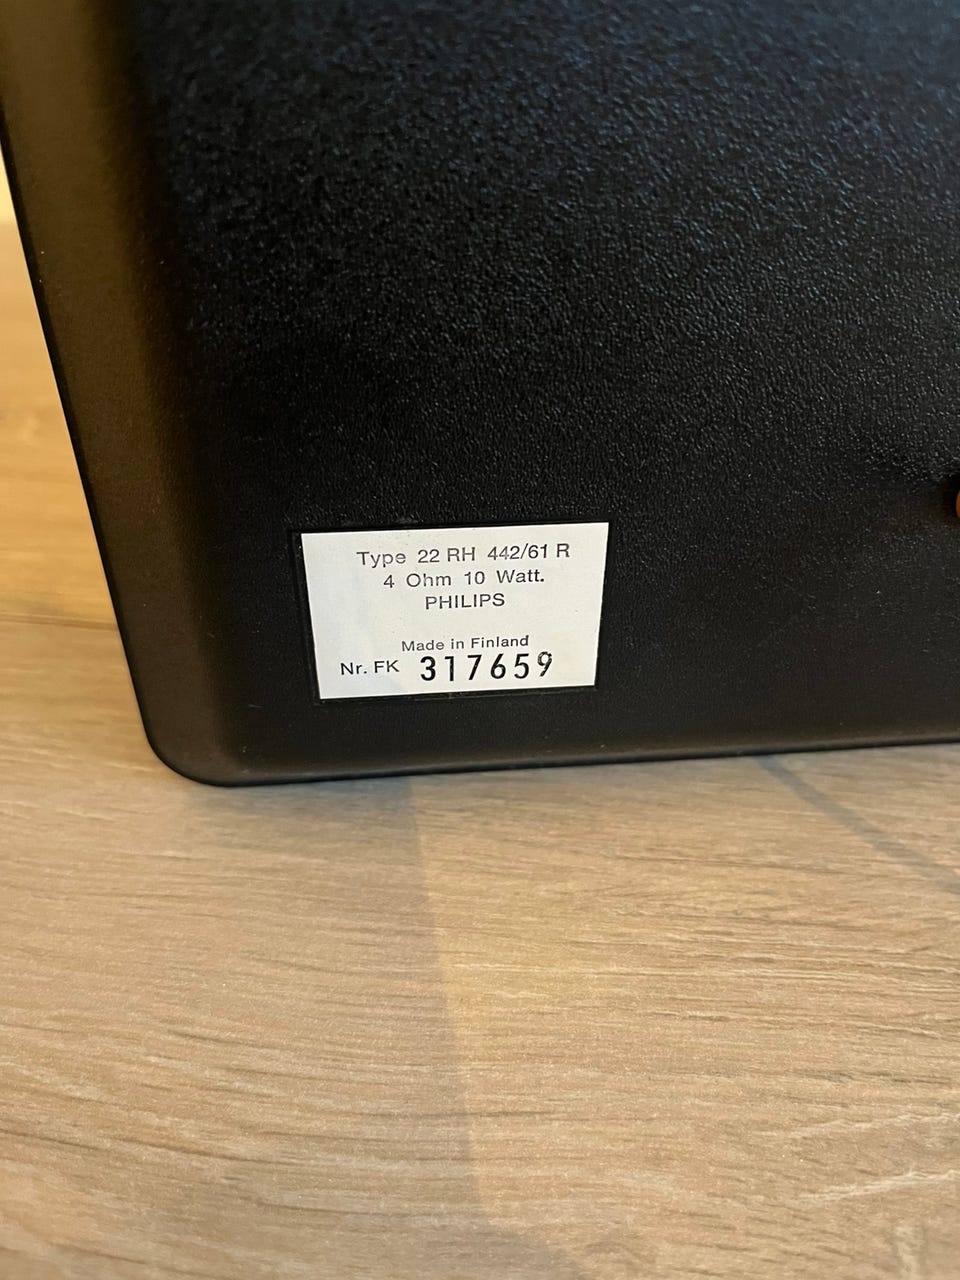 Type 22 RH 442/61 R
4 Ohm 10 Watt.
PHILIPS
Made in Finland
Nr. FK 317659